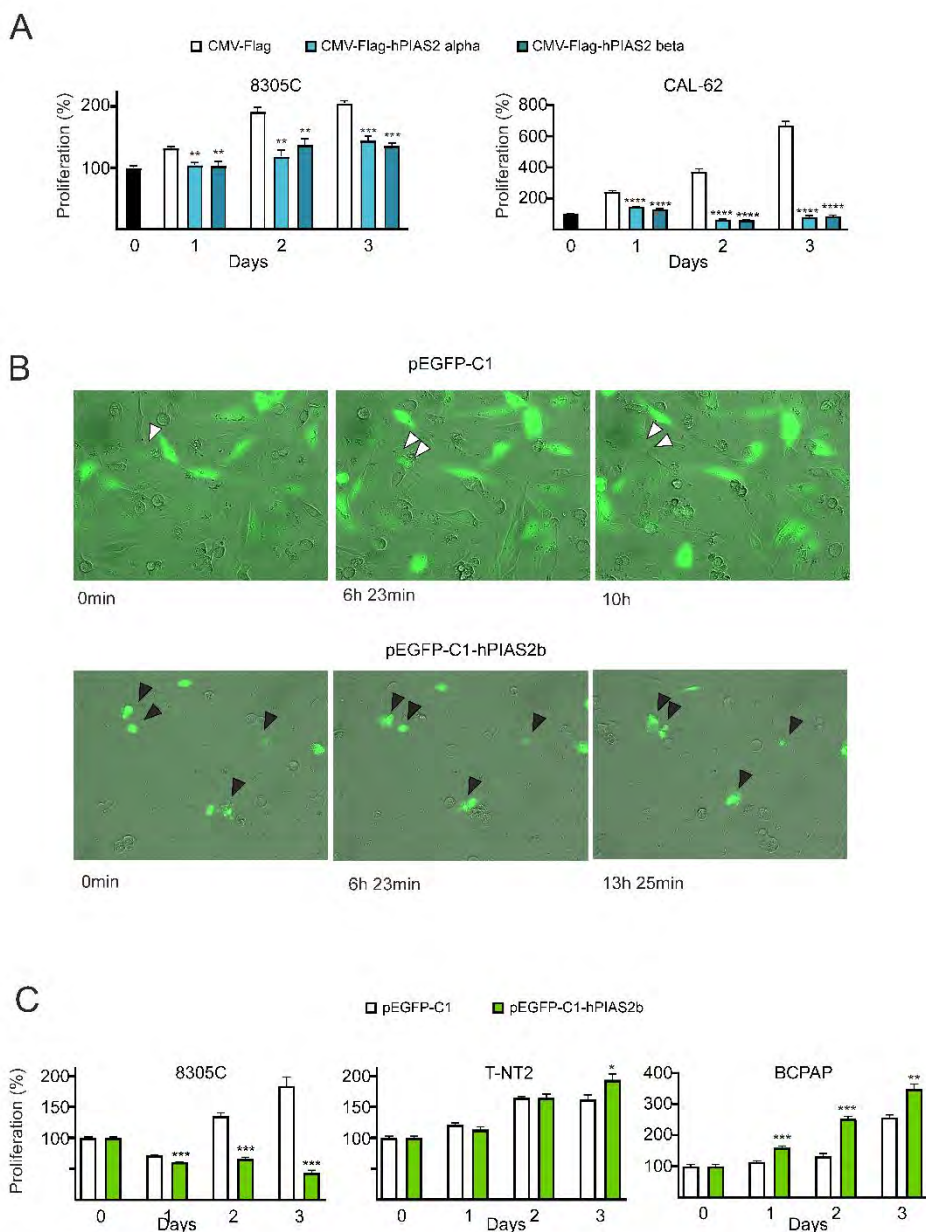 A
CMV-Flag CMV-Flag-hPIAS2 alpha CMV-Flag-hPIAS2 beta
8305C
Proliferation (%)
200
100
** ** ** ** *** ***
0 1 2 3
Days
CAL-62
Proliferation (%)
800
600
400
200
**** **** **** **** **** ****
0 1 2 3
Days
B
pEGFP-C1
0min 6h 23min 10h
pEGFP-C1-hPIAS2b
0min 6h 23min 13h 25min
C
pEGFP-C1 pEGFP-C1-hPIAS2b
8305C
Proliferation (%)
200
150
100
*** *** ***
0 1 2 3
Days
T-NT2
200
150
100
*
0 1 2 3
Days
BCPAP
400
300
200
100
*** *** **
0 1 2 3
Days